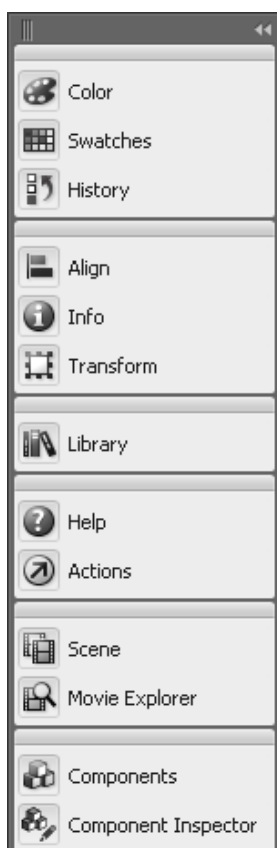 Color
Swatches
History
Align
Info
Transform
Library
Help
Actions
Scene
Movie Explorer
Components
Component Inspector